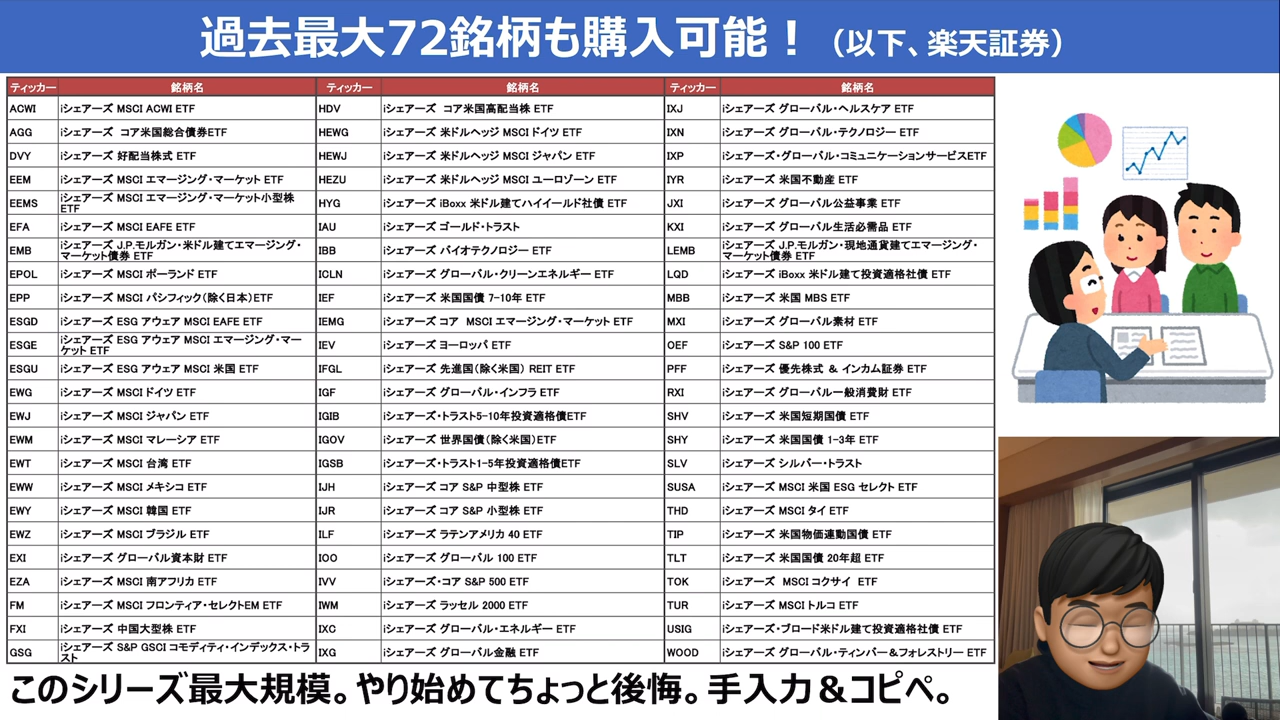 過去最大72銘柄も購入可能！（以下、楽天証券）
ティッカー 銘柄名 ティッカー 銘柄名 ティッカー 銘柄名
ACWI iシェアーズ MSCI ACWI ETF HDV iシェアーズ コア米国高配当株 ETF IXJ iシェアーズ グローバル・ヘルスケア ETF
AGG iシェアーズ コア米国総合債券ETF HEWG iシェアーズ 米ドルヘッジ MSCI ドイツ ETF IXN iシェアーズ グローバル・テクノロジー ETF
DVY iシェアーズ 好配当株式 ETF HEWJ iシェアーズ 米ドルヘッジ MSCI ジャパン ETF IXP iシェアーズ・グローバル・コミュニケーションサービスETF
EEM iシェアーズ MSCI エマージング・マーケット ETF HEZU iシェアーズ 米ドルヘッジ MSCI ユーロゾーン ETF IYR iシェアーズ 米国不動産 ETF
EEMS iシェアーズ MSCI エマージング・マーケット小型株 ETF HYG iシェアーズ iBoxx 米ドル建てハイイールド社債 ETF JXI iシェアーズ グローバル公益事業 ETF
EFA iシェアーズ MSCI EAFE ETF IAU iシェアーズ ゴールド・トラスト KXI iシェアーズ グローバル生活必需品 ETF
EMB iシェアーズ J.P.モルガン・米ドル建てエマージング・マーケット債券 ETF IBB iシェアーズ バイオテクノロジー ETF LEMB iシェアーズ J.P.モルガン・現地通貨建てエマージング・マーケット債券 ETF
EPOL iシェアーズ MSCI ポーランド ETF ICLN iシェアーズ グローバル・クリーンエネルギー ETF LQD iシェアーズ iBoxx 米ドル建て投資適格社債 ETF
EPP iシェアーズ MSCI パシフィック（除く日本）ETF IEF iシェアーズ 米国国債 7-10年 ETF MBB iシェアーズ 米国 MBS ETF
ESGD iシェアーズ ESG アウェア MSCI EAFE ETF IEMG iシェアーズ コア MSCI エマージング・マーケット ETF MXI iシェアーズ グローバル素材 ETF
ESGE iシェアーズ ESG アウェア MSCI エマージング・マーケット ETF IEV iシェアーズ ヨーロッパ ETF OEF iシェアーズ S&P 100 ETF
ESGU iシェアーズ ESG アウェア MSCI 米国 ETF IFGL iシェアーズ 先進国（除く米国） REIT ETF PFF iシェアーズ 優先株式 & インカム証券 ETF
EWG iシェアーズ MSCI ドイツ ETF IGF iシェアーズ グローバル・インフラ ETF RXI iシェアーズ グローバル一般消費財 ETF
EWJ iシェアーズ MSCI ジャパン ETF IGIB iシェアーズ・トラスト5-10年投資適格債ETF SHV iシェアーズ 米国短期国債 ETF
EWM iシェアーズ MSCI マレーシア ETF IGOV iシェアーズ 世界国債（除く米国）ETF SHY iシェアーズ 米国国債 1-3年 ETF
EWT iシェアーズ MSCI 台湾 ETF IGSB iシェアーズ・トラスト1-5年投資適格債ETF SLV iシェアーズ シルバー・トラスト
EWW iシェアーズ MSCI メキシコ ETF IJH iシェアーズ コア S&P 中型株 ETF SUSA iシェアーズ MSCI 米国 ESG セレクト ETF
EWY iシェアーズ MSCI 韓国 ETF IJR iシェアーズ コア S&P 小型株 ETF THD iシェアーズ MSCI タイ ETF
EWZ iシェアーズ MSCI ブラジル ETF ILF iシェアーズ ラテンアメリカ 40 ETF TIP iシェアーズ 米国物価連動国債 ETF
EXI iシェアーズ グローバル資本財 ETF IOO iシェアーズ グローバル 100 ETF TLT iシェアーズ 米国国債 20年超 ETF
EZA iシェアーズ MSCI 南アフリカ ETF IVV iシェアーズ・コア S&P 500 ETF TOK iシェアーズ MSCI コクサイ ETF
FM iシェアーズ MSCI フロンティア・セレクトEM ETF IWM iシェアーズ ラッセル 2000 ETF TUR iシェアーズ MSCI トルコ ETF
FXI iシェアーズ 中国大型株 ETF IXC iシェアーズ グローバル・エネルギー ETF USIG iシェアーズ・ブロード米ドル建て投資適格社債 ETF
GSG iシェアーズ S&P GSCI コモディティ・インデックス・トラスト IXG iシェアーズ グローバル金融 ETF WOOD iシェアーズ グローバル・ティンバー＆フォレストリー ETF
このシリーズ最大規模。やり始めてちょっと後悔。手入力＆コピペ。